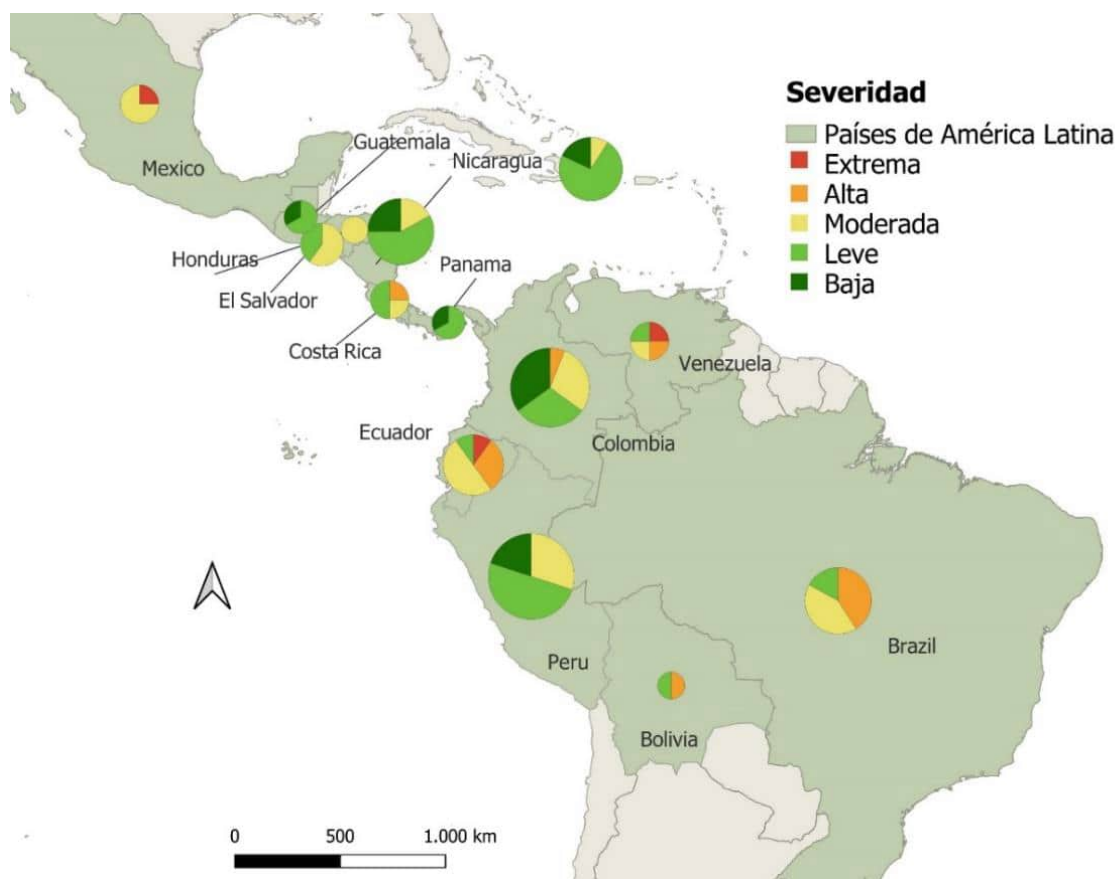 Severidad
Países de América Latina
Extrema
Alta
Moderada
Leve
Baja
Guatemala
Nicaragua
Mexico
Honduras
Panama
El Salvador
Costa Rica
Venezuela
Ecuador
Colombia
Brazil
Peru
Bolivia
0 500 1.000 km